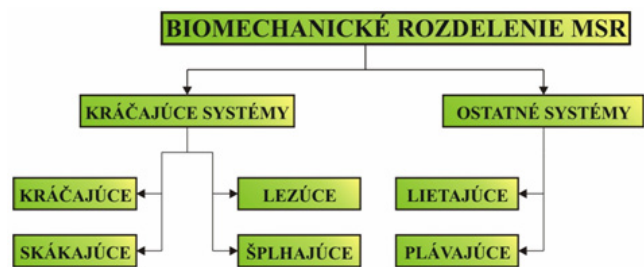 BIOMECHANICKÉ ROZDELENIE MSR
KRÁČAJÚCE SYSTÉMY
OSTATNÉ SYSTÉMY
KRÁČAJÚCE
LEZÚCE
LIETAJÚCE
SKÁKAJÚCE
ŠPLHAJÚCE
PLÁVAJÚCE